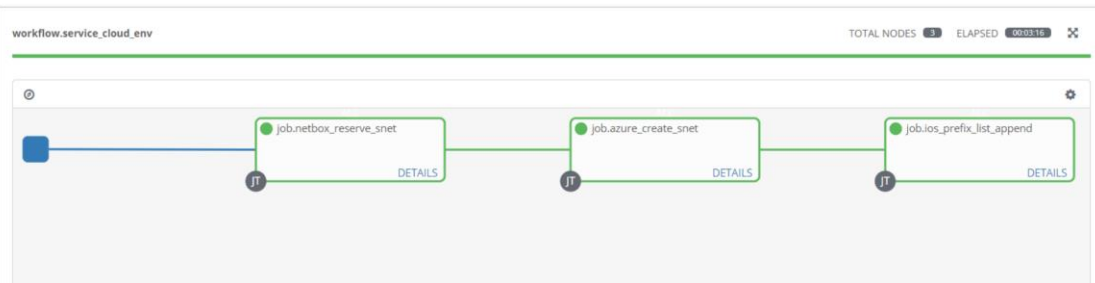 workflow.service_cloud_env TOTAL NODES 3 ELAPSED 00:03:16
job.netbox_reserve_snet job.azure_create_snet job.ios_prefix_list_append
DETAILS DETAILS DETAILS
JT JT JT